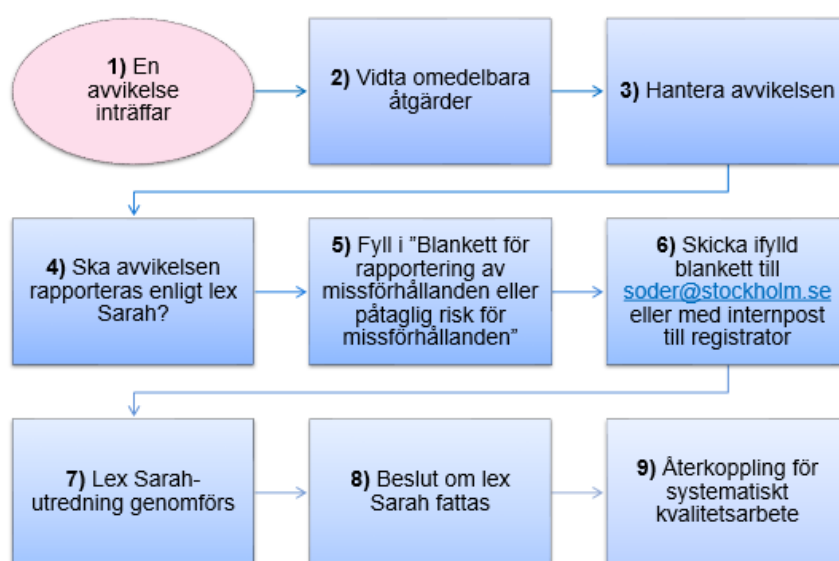 1) En
avvikelse
inträffar
2) Vidta omedelbara
åtgärder
3) Hantera avvikelsen
4) Ska avvikelsen
rapporteras enligt lex
Sarah?
5) Fyll i ”Blankett för
rapportering av
missförhållanden eller
påtaglig risk för
missförhållanden”
6) Skicka ifylld
blankett till
soder@stockholm.se
eller med internpost
till registrator
7) Lex Sarah-
utredning genomförs
8) Beslut om lex
Sarah fattas
9) Återkoppling för
systematiskt
kvalitetsarbete